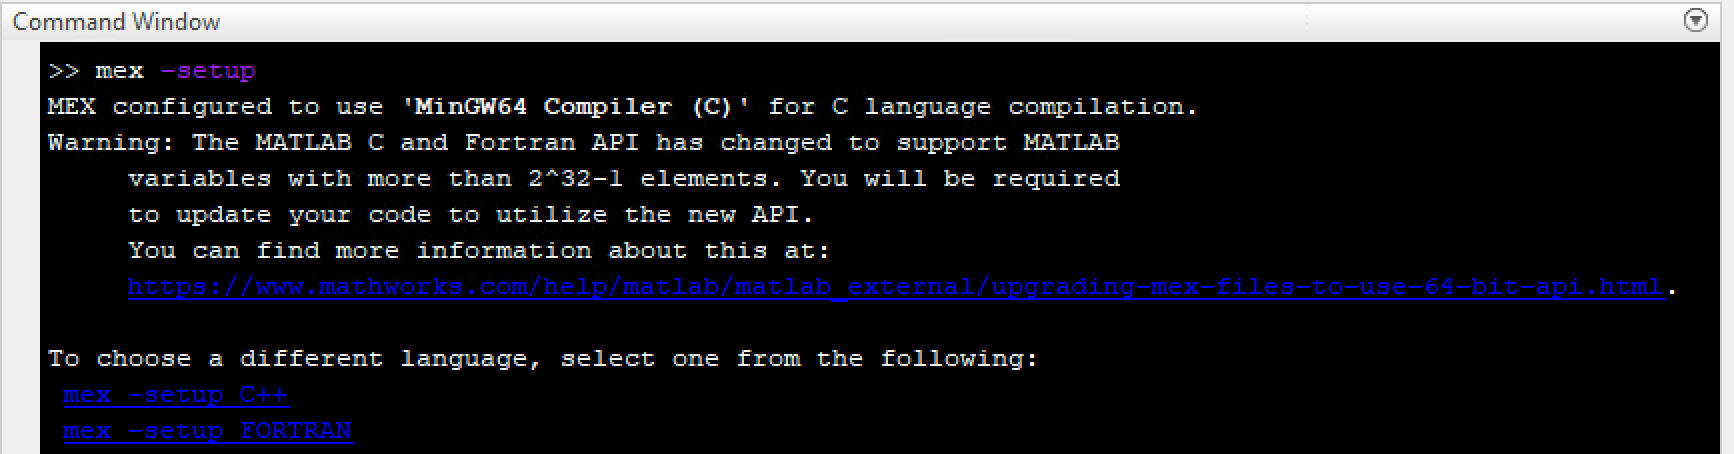 Command Window
>> mex -setup
MEX configured to use 'MinGW64 Compiler (C)' for C language compilation.
Warning: The MATLAB C and Fortran API has changed to support MATLAB
variables with more than 2^32-1 elements. You will be required
to update your code to utilize the new API.
You can find more information about this at:
https://www.mathworks.com/help/matlab/matlab_external/upgrading-mex-files-to-use-64-bit-api.html.
To choose a different language, select one from the following:
mex -setup C++
mex -setup FORTRAN